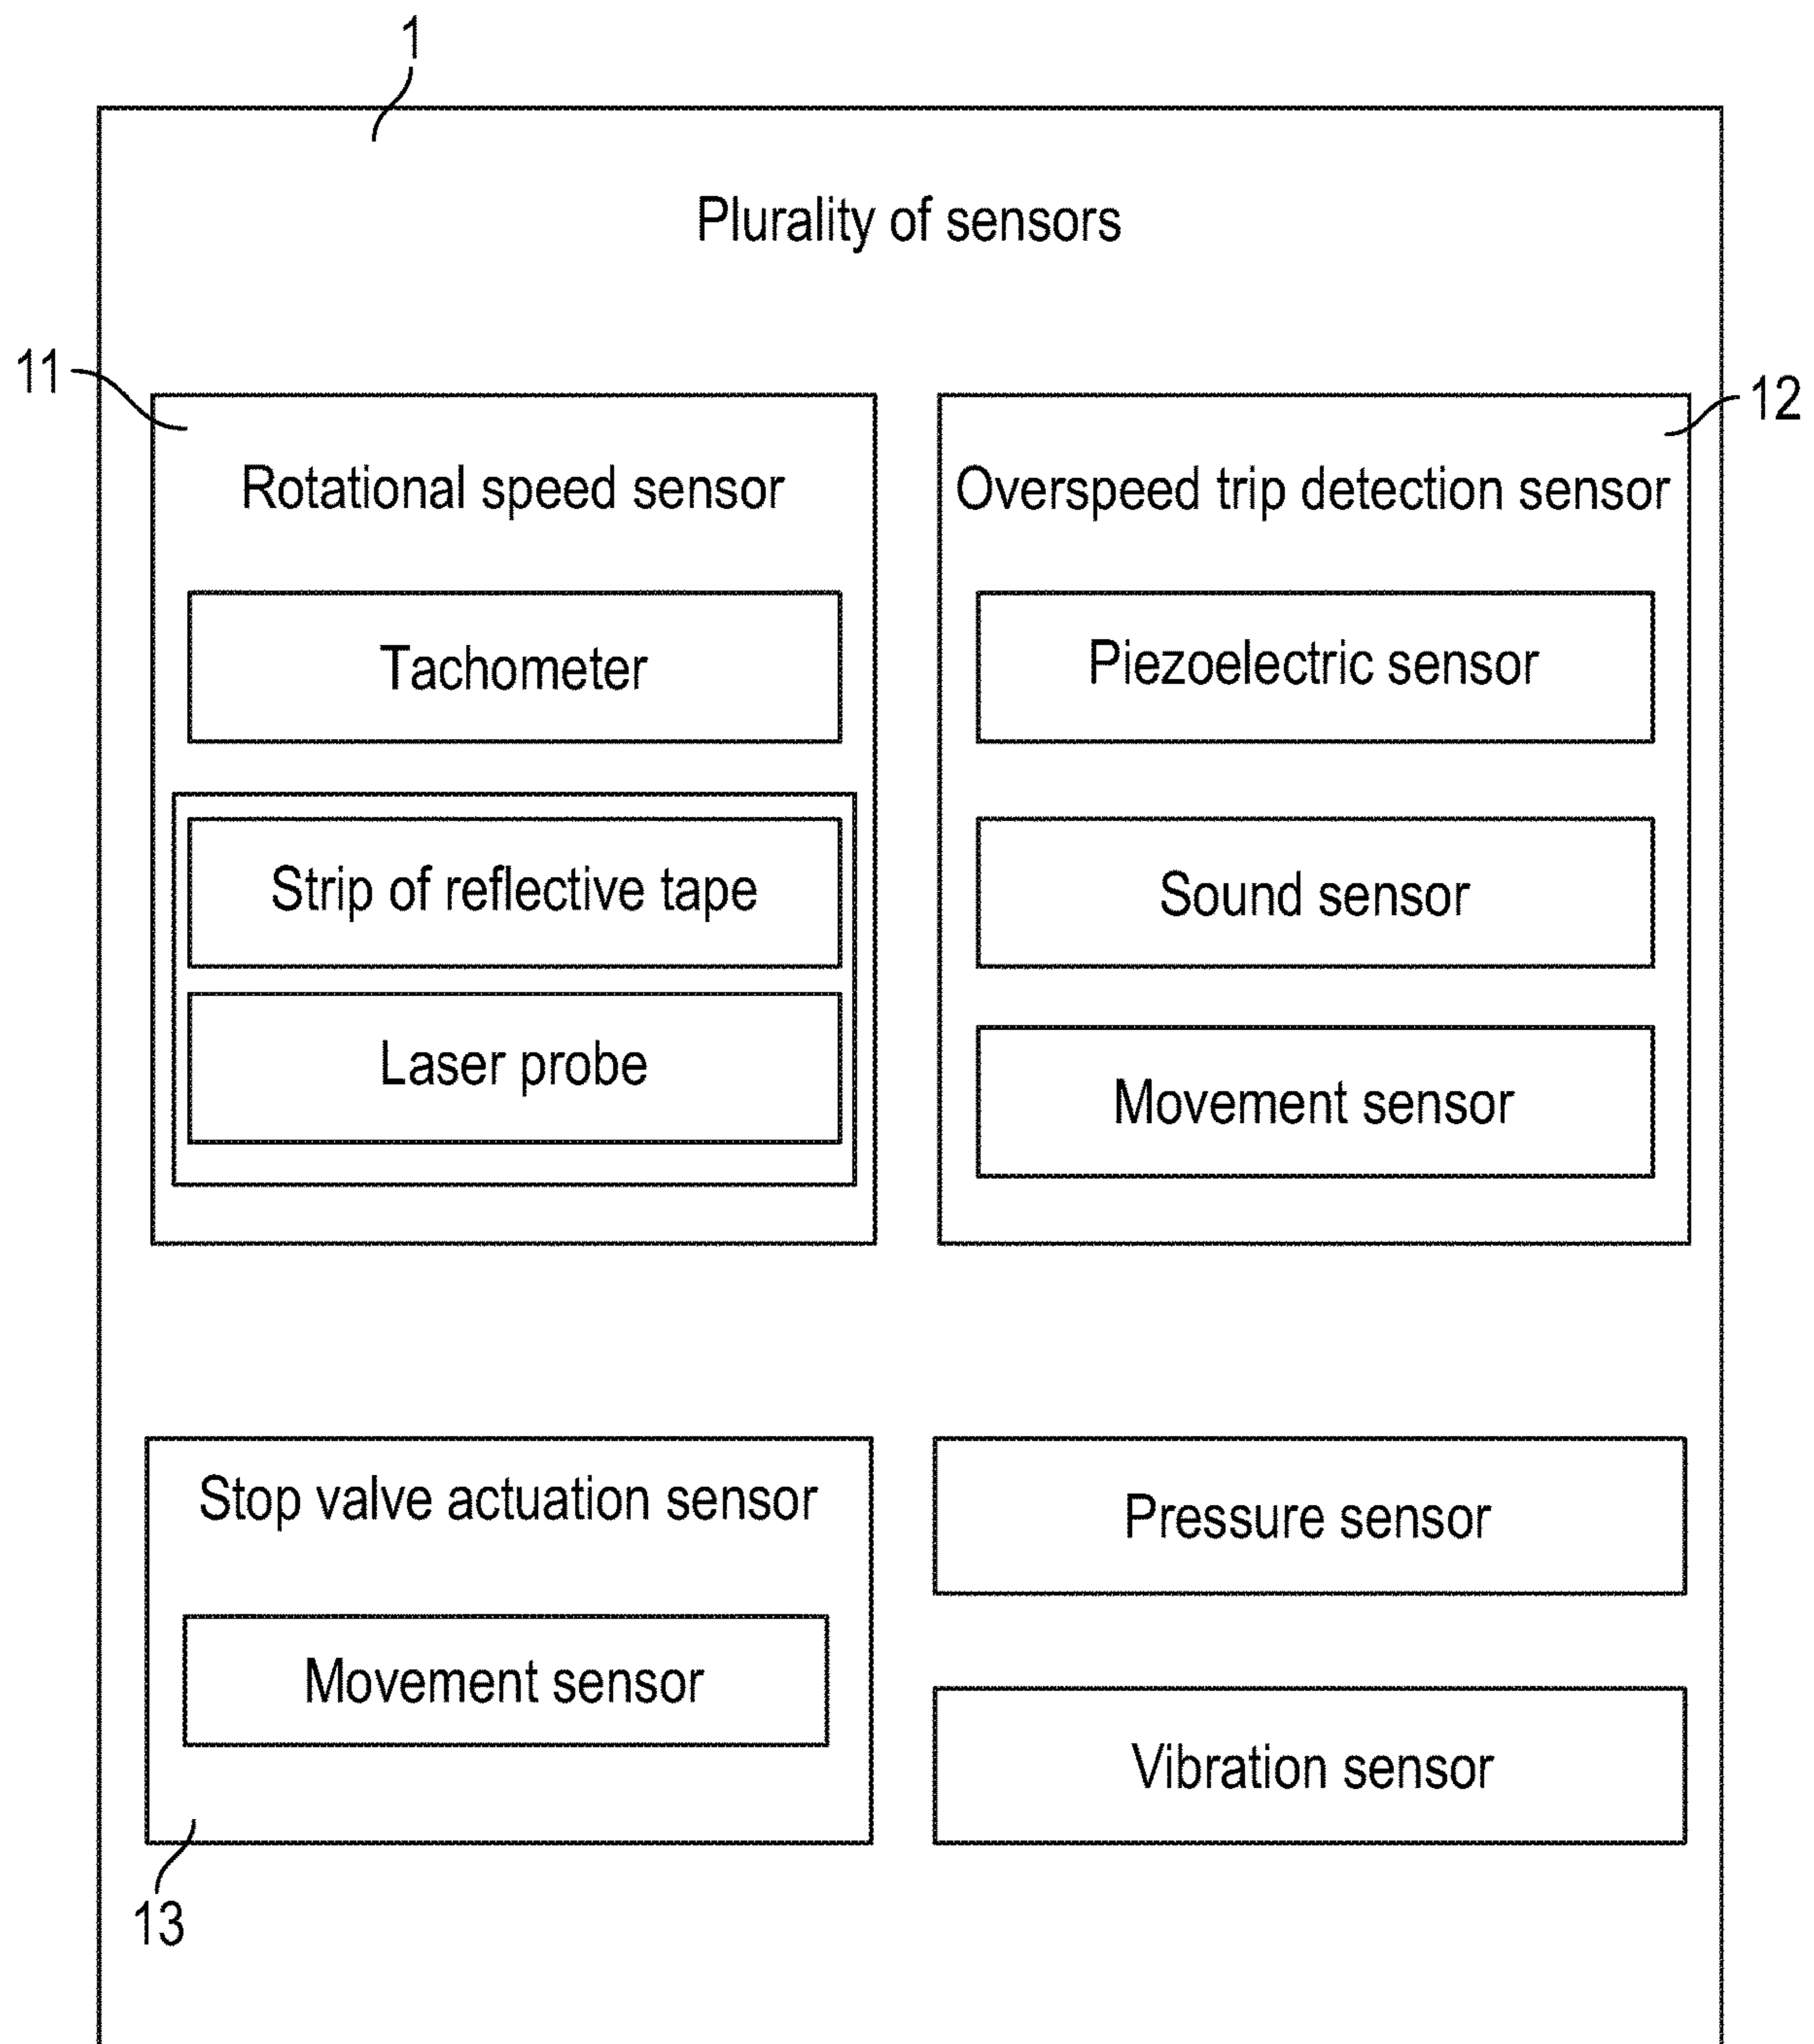 1
Plurality of sensors
11
Rotational speed sensor
Tachometer
Strip of reflective tape
Laser probe
12
Overspeed trip detection sensor
Piezoelectric sensor
Sound sensor
Movement sensor
Stop valve actuation sensor
Movement sensor
13
Pressure sensor
Vibration sensor